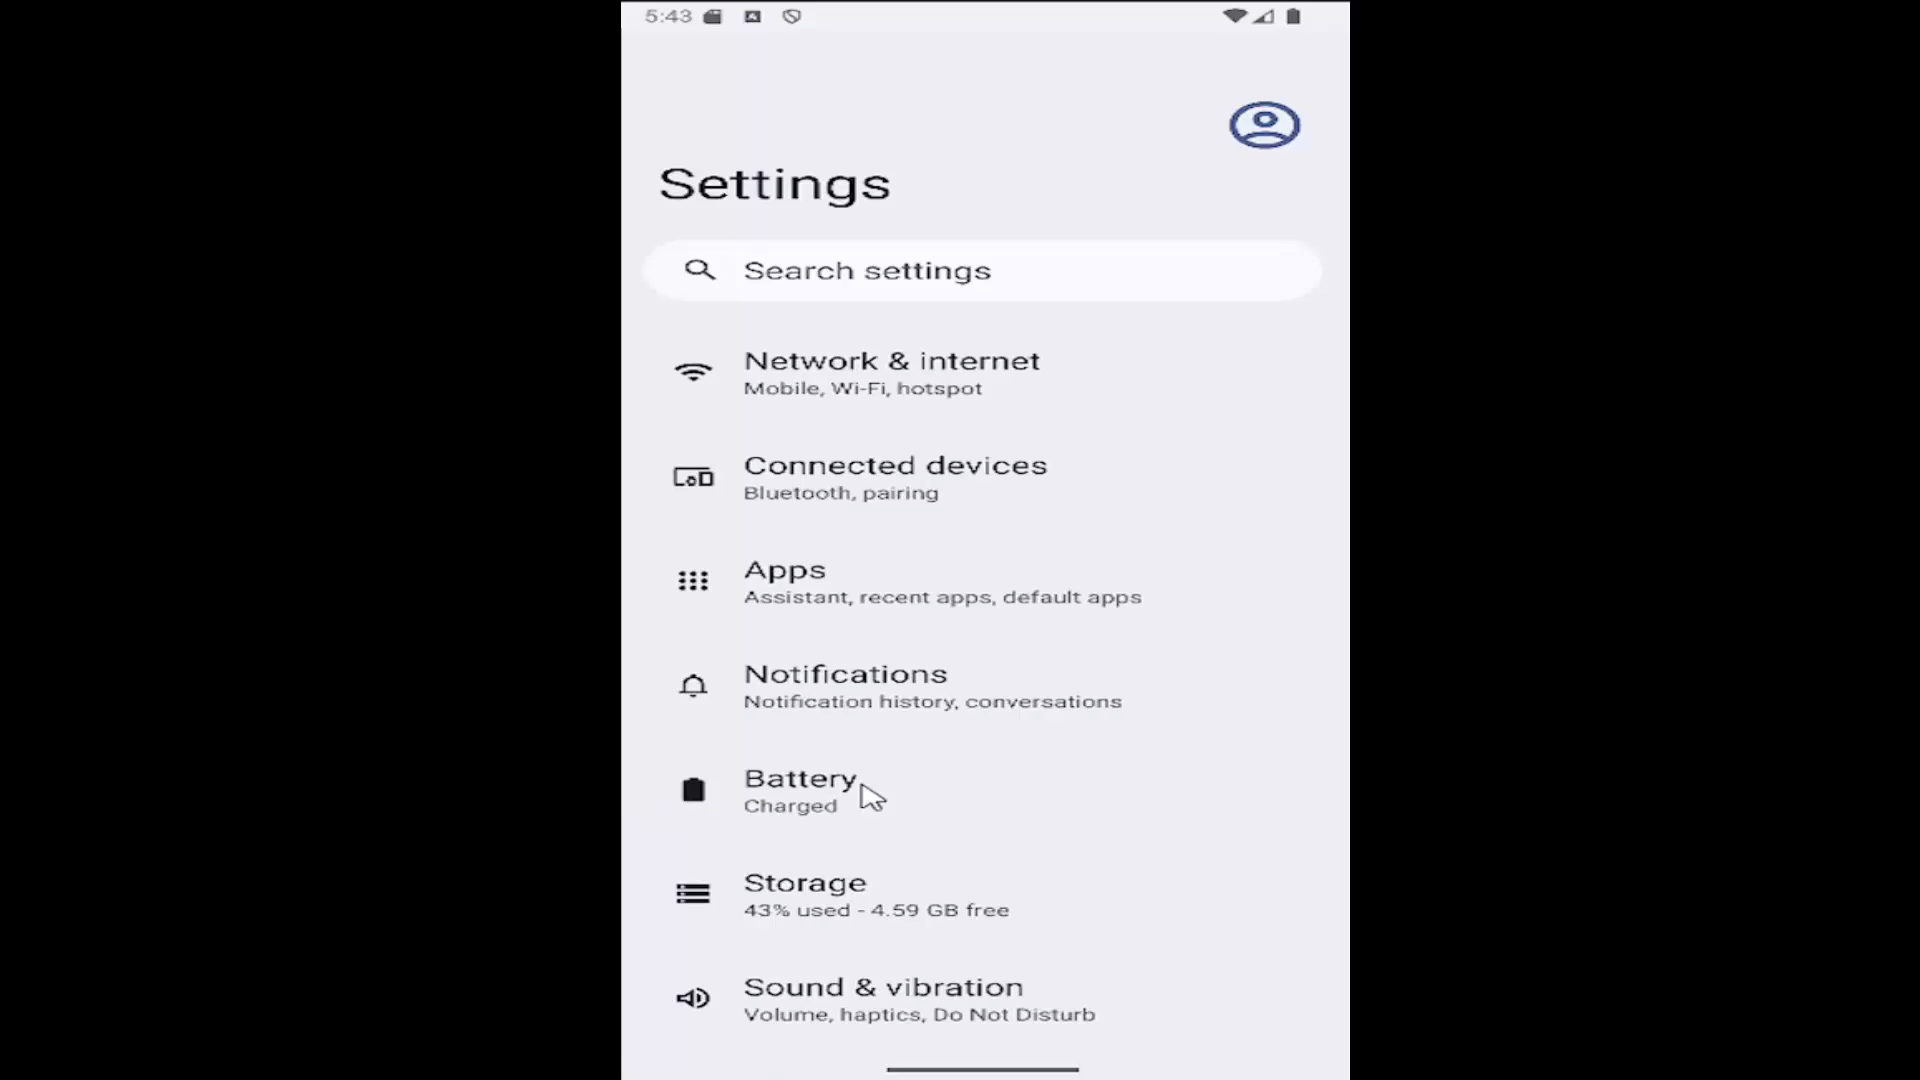 5:43
Settings
Search settings
Network & internet
Mobile, Wi-Fi, hotspot
Connected devices
Bluetooth, pairing
Apps
Assistant, recent apps, default apps
Notifications
Notification history, conversations
Battery
Charged
Storage
43% used - 4.59 GB free
Sound & vibration
Volume, haptics, Do Not Disturb